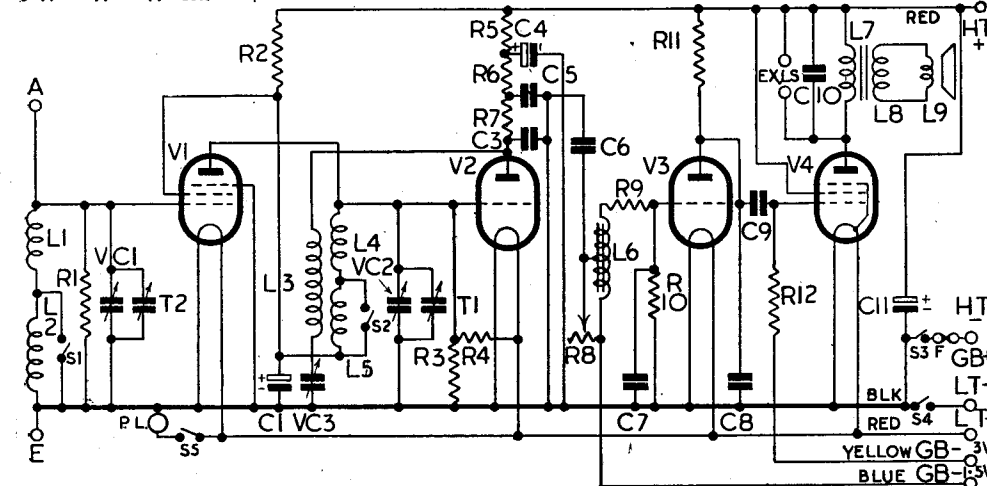 RED
HT
+
R5
C4
+
R2
R11
L7
R6
C5
EXLS
C10
L8
L9
A
R7
C3
V1
V2
C6
V3
V4
R9
C9
L1
VC1
L4
VC2
L6
R1
T2
L3
T1
R10
R12
C11
+
-
HT
-
L2
S1
S2
R3
R4
R8
S3
F
GB+
L5
+
-
C1
VC3
C7
C8
BLK
S4
LT-
P.L.
S5
RED
E
YELLOW GB-
3V
BLUE GB-1·5V